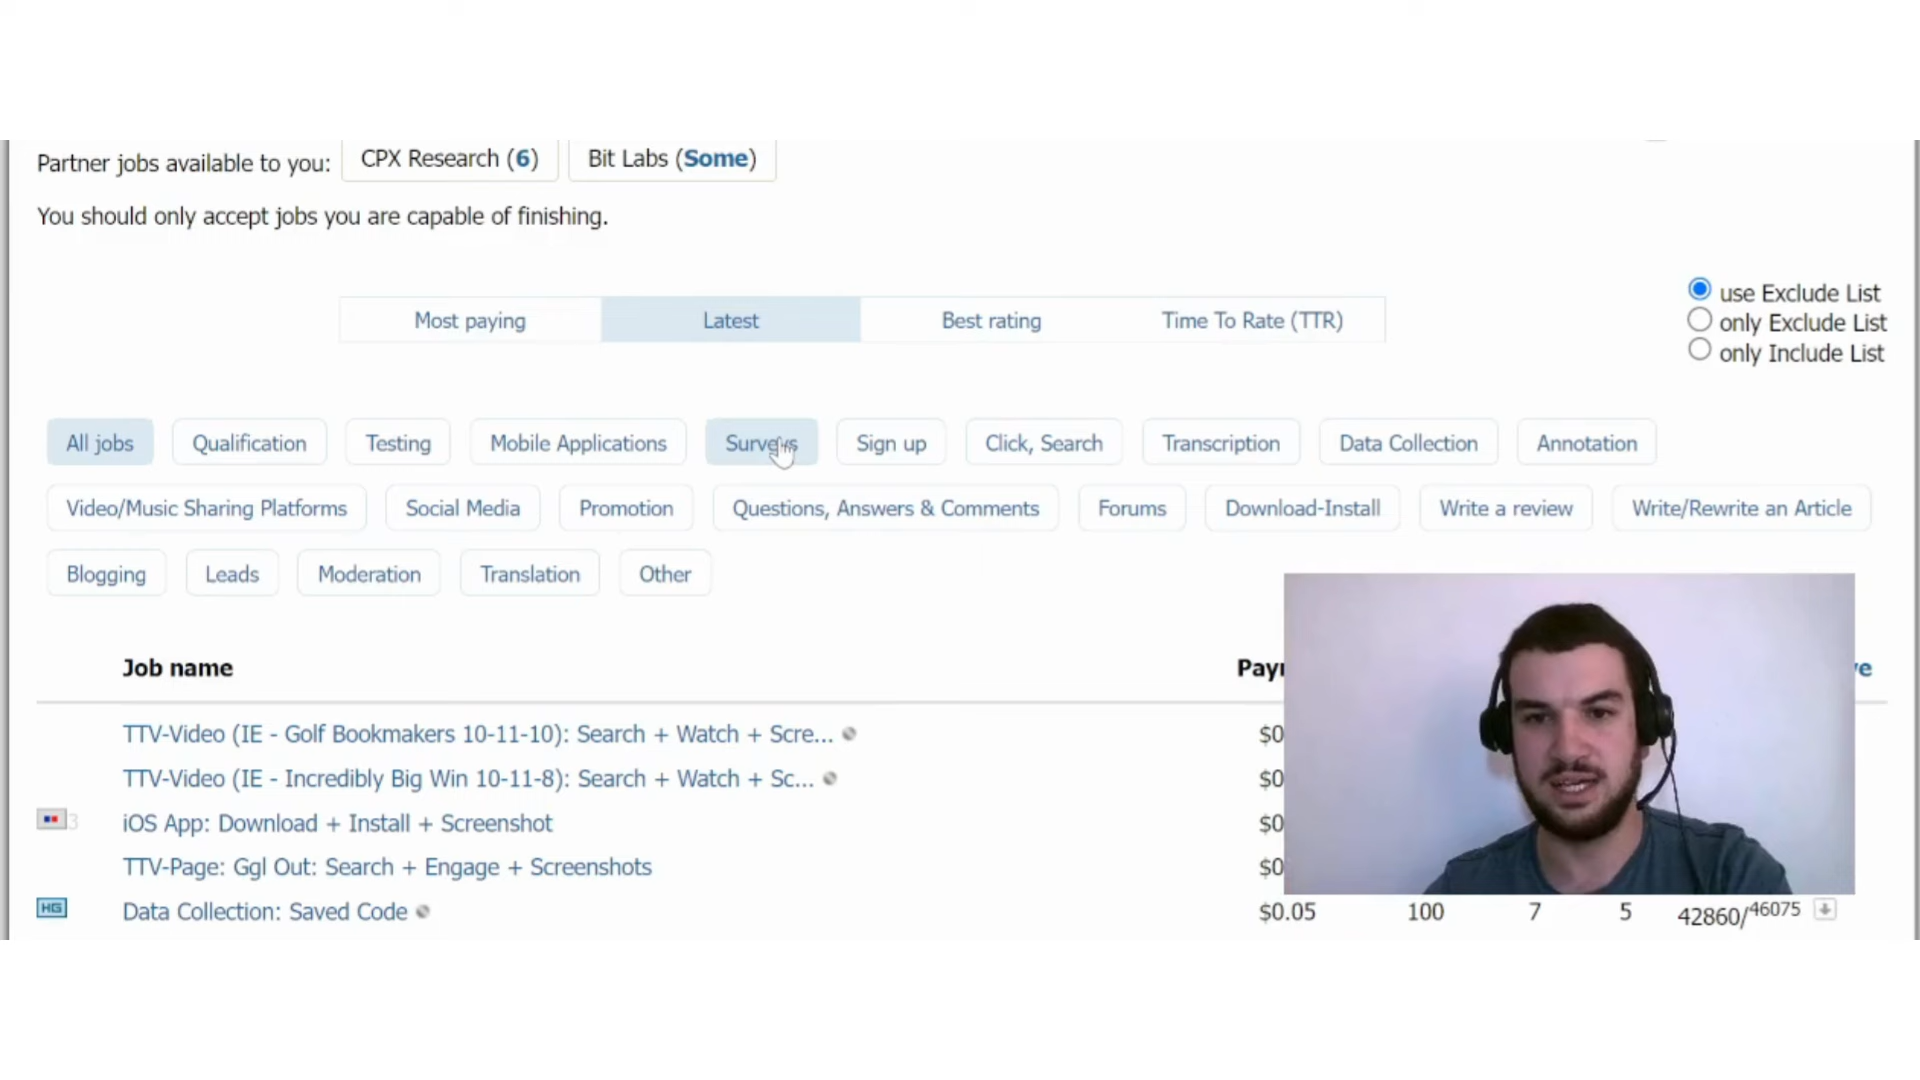 Partner jobs available to you: CPX Research (6) Bit Labs (Some)
You should only accept jobs you are capable of finishing.
Most paying Latest Best rating Time To Rate (TTR)
use Exclude List
only Exclude List
only Include List
All jobs Qualification Testing Mobile Applications Surveys Sign up Click, Search Transcription Data Collection Annotation
Video/Music Sharing Platforms Social Media Promotion Questions, Answers & Comments Forums Download-Install Write a review Write/Rewrite an Article
Blogging Leads Moderation Translation Other
Job name
TTV-Video (IE - Golf Bookmakers 10-11-10): Search + Watch + Scre... $0
TTV-Video (IE - Incredibly Big Win 10-11-8): Search + Watch + Sc... $0
3 iOS App: Download + Install + Screenshot $0
TTV-Page: Ggl Out: Search + Engage + Screenshots $0
HG Data Collection: Saved Code $0.05 100 7 5 42860/46075